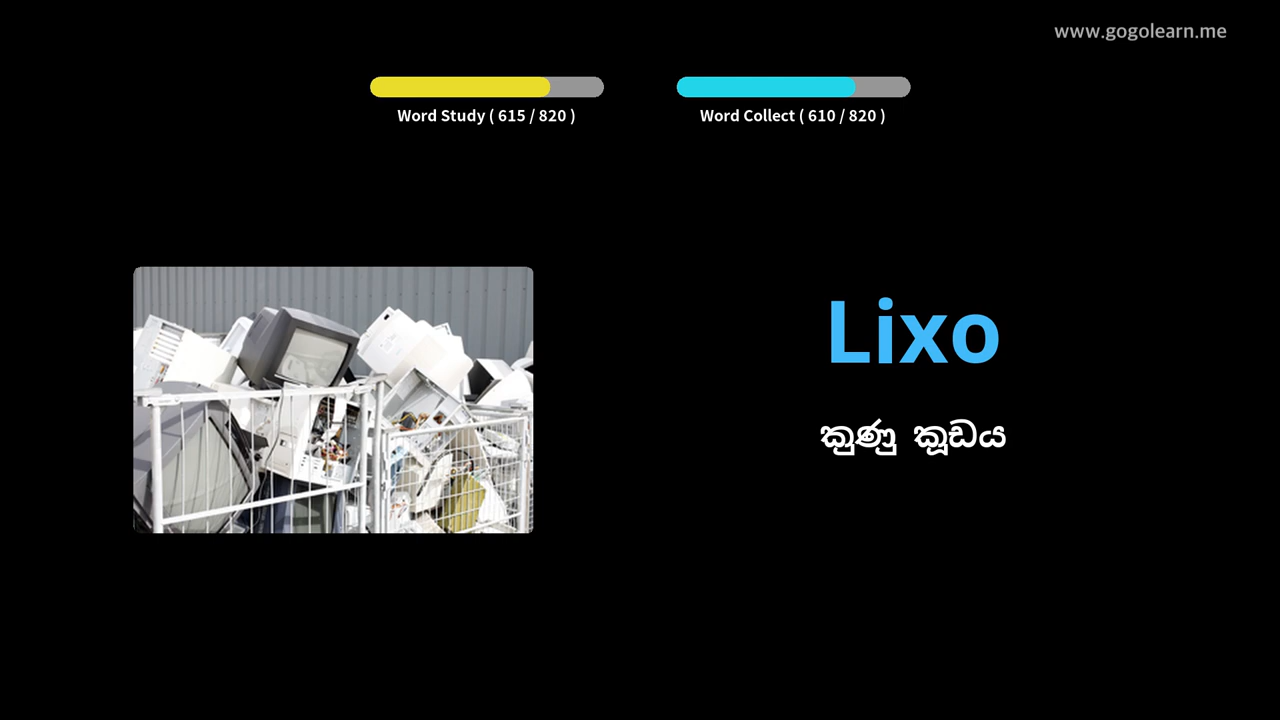 www.gogolearn.me
Word Study ( 615 / 820 )
Word Collect ( 610 / 820 )
Lixo
කුණු කූඩය